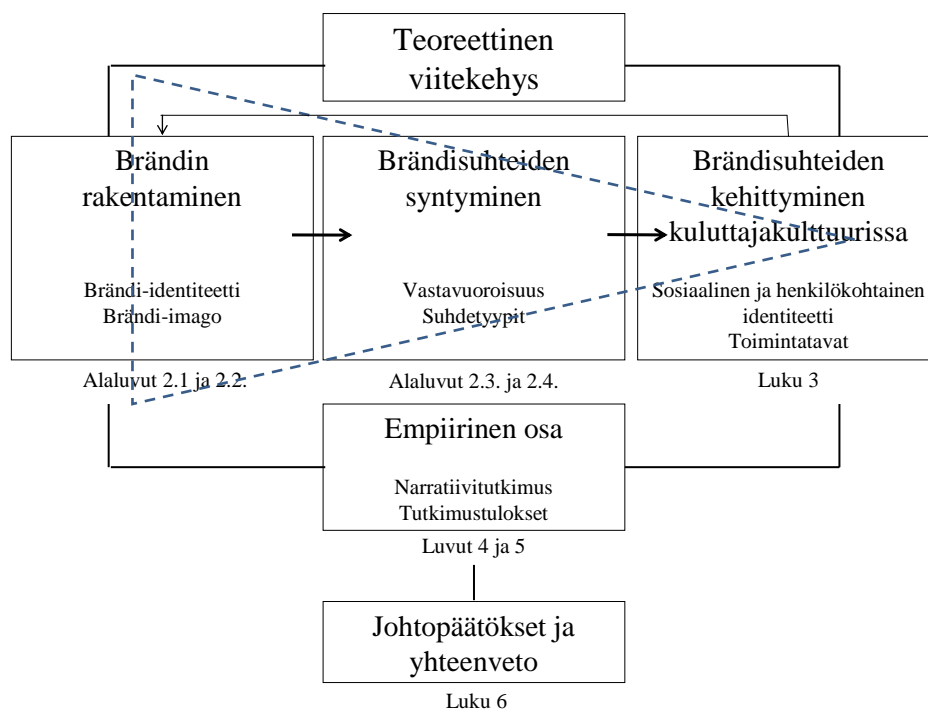 Teoreettinen
viitekehys
Brändin
rakentaminen
Brändi-identiteetti
Brändi-imago
Alaluvut 2.1 ja 2.2.
Brändisuhteiden
syntyminen
Vastavuoroisuus
Suhdetyypit
Alaluvut 2.3. ja 2.4.
Brändisuhteiden
kehittyminen
kuluttajakulttuurissa
Sosiaalinen ja henkilökohtainen
identiteetti
Toimintatavat
Luku 3
Empiirinen osa
Narratiivitutkimus
Tutkimustulokset
Luvut 4 ja 5
Johtopäätökset ja
yhteenveto
Luku 6